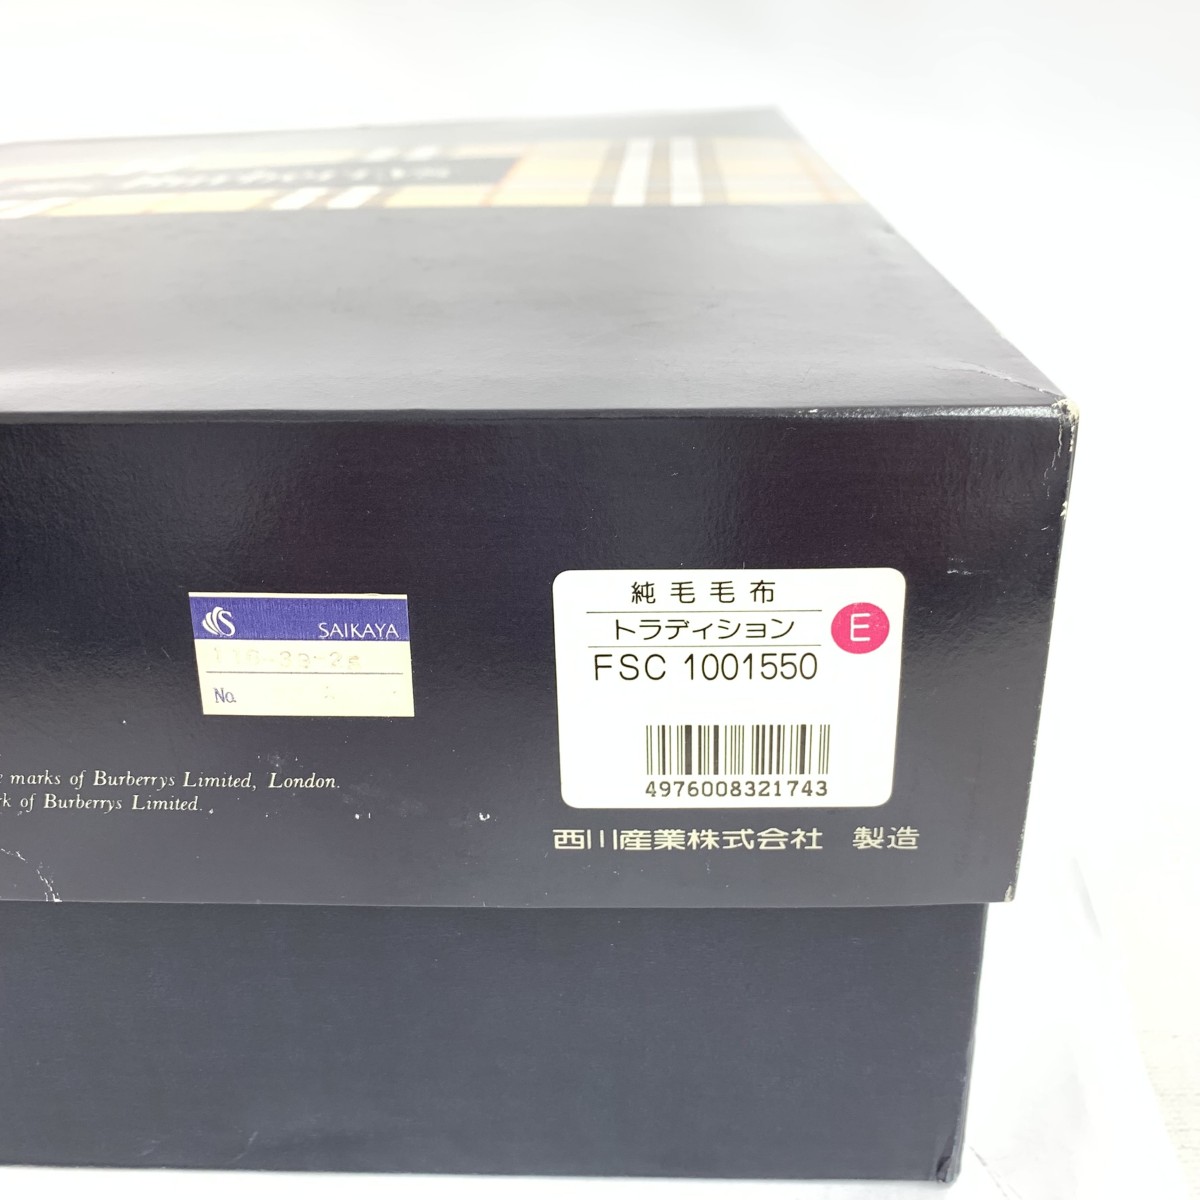 Burberrys
SAIKAYA
No.
純毛毛布
トラディション
E
FSC 1001550
4976008321743
marks of Burberrys Limited, London.
of Burberrys Limited.
西川産業株式会社 製造